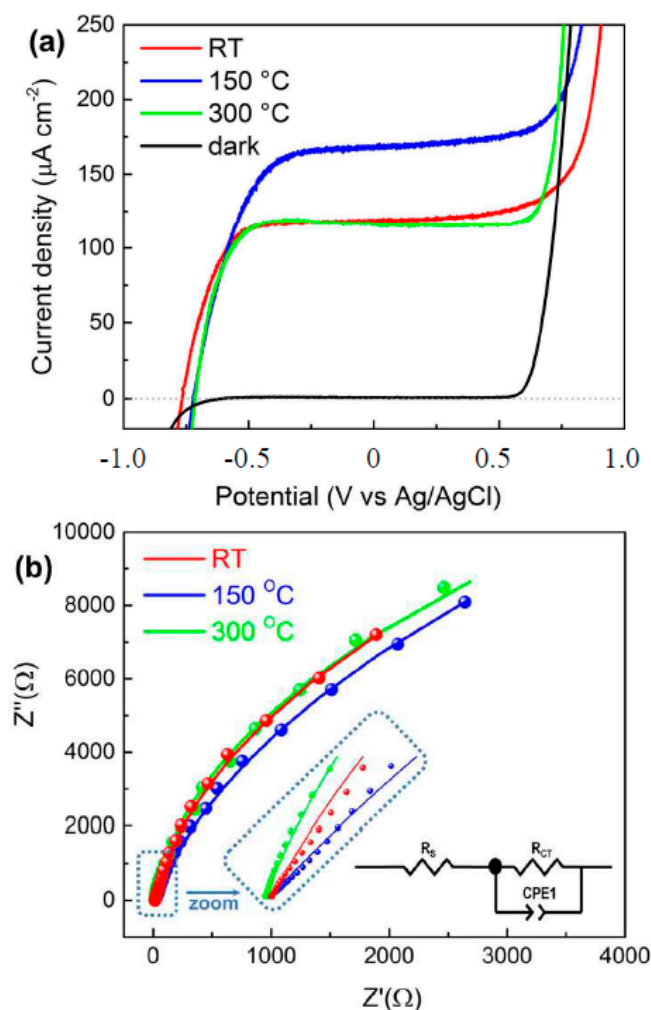 (a)
RT
150 °C
300 °C
dark
Current density (μA cm⁻²)
250
200
150
100
50
0
-1.0 -0.5 0 0.5 1.0
Potential (V vs Ag/AgCl)
(b)
RT
150 °C
300 °C
Z''(Ω)
10000
8000
6000
4000
2000
0
zoom
Rs
RCT
CPE1
0 1000 2000 3000 4000
Z'(Ω)